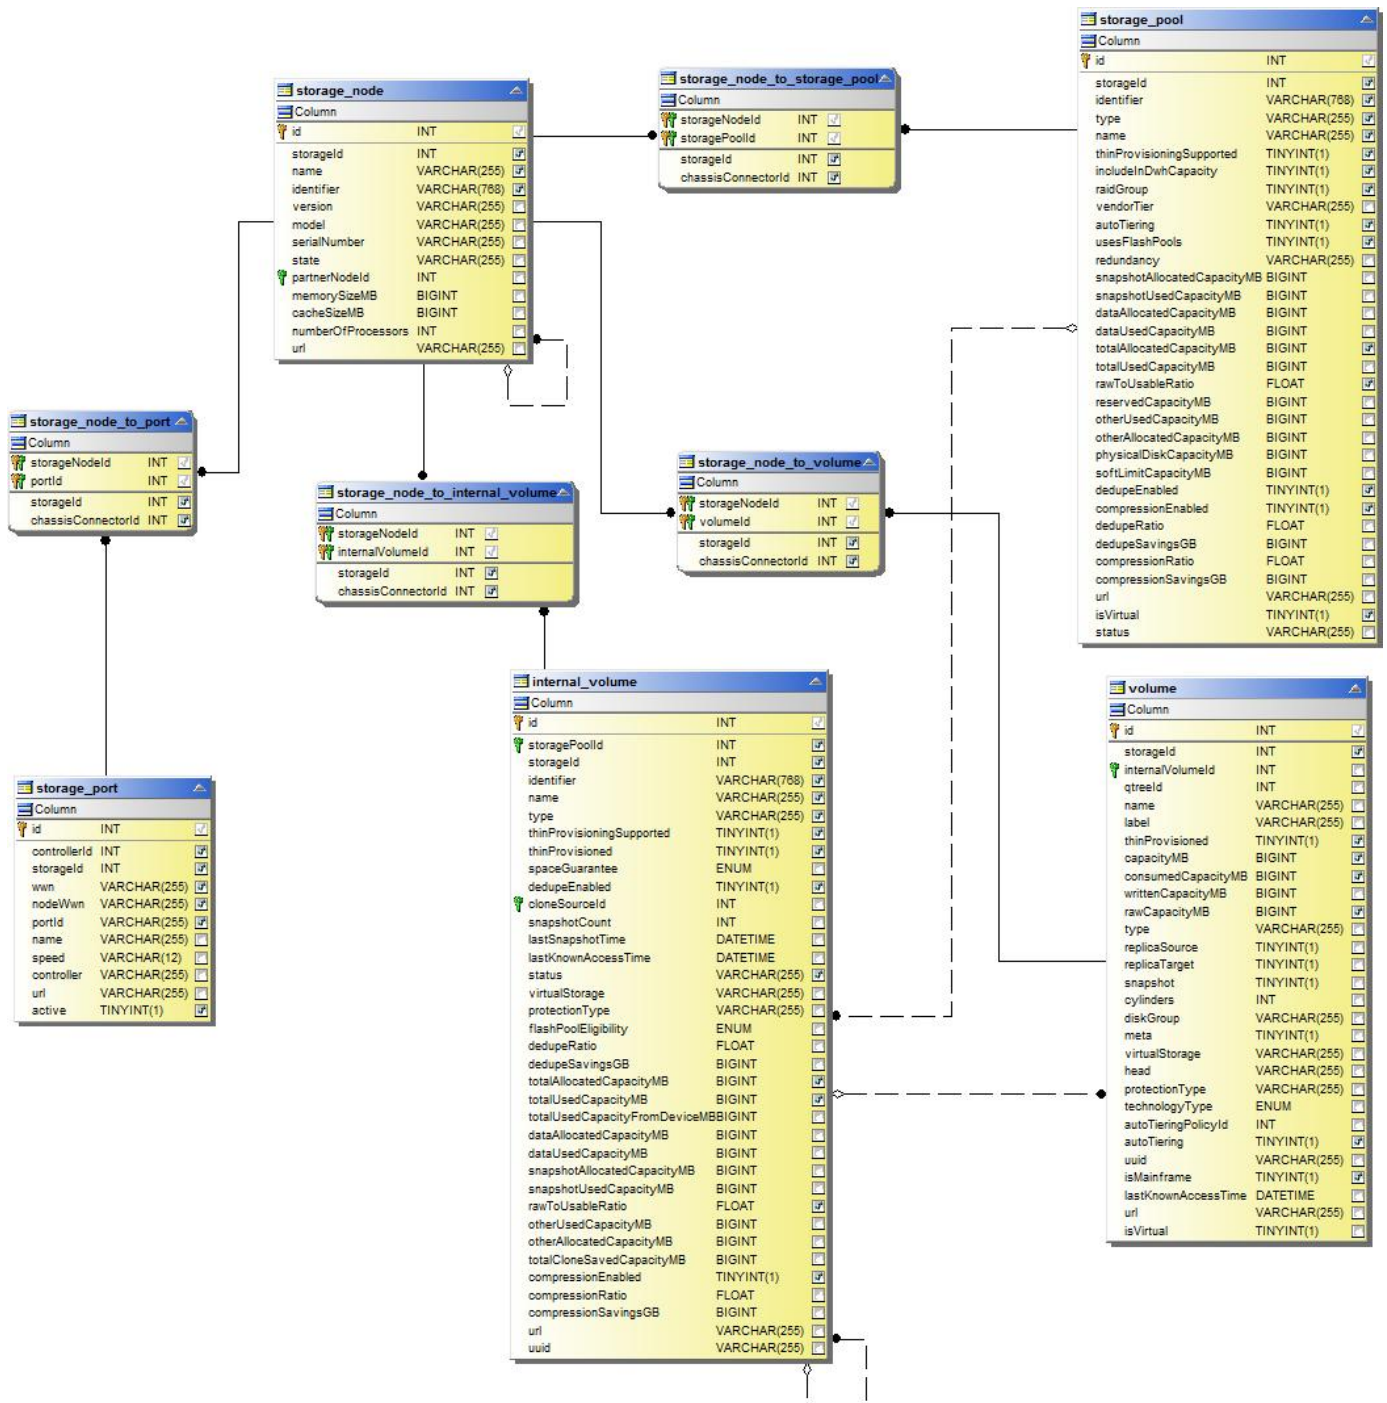 storage_pool
Column
id INT
storageId INT
identifier VARCHAR(768)
type VARCHAR(255)
name VARCHAR(255)
thinProvisioningSupported TINYINT(1)
includeInDwhCapacity TINYINT(1)
raidGroup TINYINT(1)
vendorTier VARCHAR(255)
autoTiering TINYINT(1)
usesFlashPools TINYINT(1)
redundancy VARCHAR(255)
snapshotAllocatedCapacityMB BIGINT
snapshotUsedCapacityMB BIGINT
dataAllocatedCapacityMB BIGINT
dataUsedCapacityMB BIGINT
totalAllocatedCapacityMB BIGINT
totalUsedCapacityMB BIGINT
rawToUsableRatio FLOAT
reservedCapacityMB BIGINT
otherUsedCapacityMB BIGINT
otherAllocatedCapacityMB BIGINT
physicalDiskCapacityMB BIGINT
softLimitCapacityMB BIGINT
dedupeEnabled TINYINT(1)
compressionEnabled TINYINT(1)
dedupeRatio FLOAT
dedupeSavingsGB BIGINT
compressionRatio FLOAT
compressionSavingsGB BIGINT
url VARCHAR(255)
isVirtual TINYINT(1)
status VARCHAR(255)
storage_node_to_storage_pool
Column
storageNodeId INT
storagePoolId INT
storageId INT
chassisConnectorId INT
storage_node
Column
id INT
storageId INT
name VARCHAR(255)
identifier VARCHAR(768)
version VARCHAR(255)
model VARCHAR(255)
serialNumber VARCHAR(255)
state VARCHAR(255)
partnerNodeId INT
memorySizeMB BIGINT
cacheSizeMB BIGINT
numberOfProcessors INT
url VARCHAR(255)
storage_node_to_port
Column
storageNodeId INT
portId INT
storageId INT
chassisConnectorId INT
storage_node_to_internal_volume
Column
storageNodeId INT
internalVolumeId INT
storageId INT
chassisConnectorId INT
storage_node_to_volume
Column
storageNodeId INT
volumeId INT
storageId INT
chassisConnectorId INT
internal_volume
Column
id INT
storagePoolId INT
storageId INT
identifier VARCHAR(768)
name VARCHAR(255)
type VARCHAR(255)
thinProvisioningSupported TINYINT(1)
thinProvisioned TINYINT(1)
spaceGuarantee ENUM
dedupeEnabled TINYINT(1)
cloneSourceId INT
snapshotCount INT
lastSnapshotTime DATETIME
lastKnownAccessTime DATETIME
status VARCHAR(255)
virtualStorage VARCHAR(255)
protectionType VARCHAR(255)
flashPoolEligibility ENUM
dedupeRatio FLOAT
dedupeSavingsGB BIGINT
totalAllocatedCapacityMB BIGINT
totalUsedCapacityMB BIGINT
totalUsedCapacityFromDeviceMB BIGINT
dataAllocatedCapacityMB BIGINT
dataUsedCapacityMB BIGINT
snapshotAllocatedCapacityMB BIGINT
snapshotUsedCapacityMB BIGINT
rawToUsableRatio FLOAT
otherUsedCapacityMB BIGINT
otherAllocatedCapacityMB BIGINT
totalCloneSavedCapacityMB BIGINT
compressionEnabled TINYINT(1)
compressionRatio FLOAT
compressionSavingsGB BIGINT
url VARCHAR(255)
uuid VARCHAR(255)
volume
Column
id INT
storageId INT
internalVolumeId INT
qtreeId INT
name VARCHAR(255)
label VARCHAR(255)
thinProvisioned TINYINT(1)
capacityMB BIGINT
consumedCapacityMB BIGINT
writtenCapacityMB BIGINT
rawCapacityMB BIGINT
type VARCHAR(255)
replicaSource TINYINT(1)
replicaTarget TINYINT(1)
snapshot TINYINT(1)
cylinders INT
diskGroup VARCHAR(255)
meta TINYINT(1)
virtualStorage VARCHAR(255)
head VARCHAR(255)
protectionType VARCHAR(255)
technologyType ENUM
autoTieringPolicyId INT
autoTiering TINYINT(1)
uuid VARCHAR(255)
isMainframe TINYINT(1)
lastKnownAccessTime DATETIME
url VARCHAR(255)
isVirtual TINYINT(1)
storage_port
Column
id INT
controllerId INT
storageId INT
wwn VARCHAR(255)
nodeWwn VARCHAR(255)
portId VARCHAR(255)
name VARCHAR(255)
speed VARCHAR(12)
controller VARCHAR(255)
url VARCHAR(255)
active TINYINT(1)